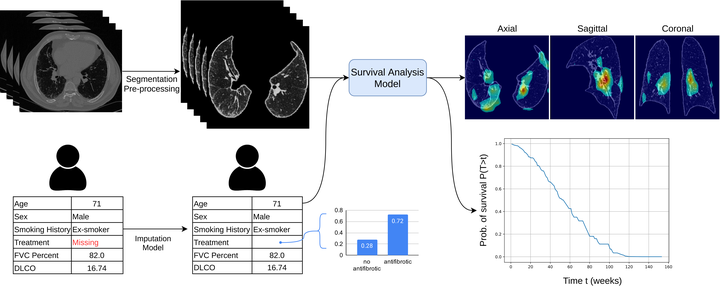 Axial
Sagittal
Coronal
Segmentation
Pre-processing
Survival Analysis
Model
Age 71
Sex Male
Smoking History Ex-smoker
Treatment Missing
FVC Percent 82.0
DLCO 16.74
Imputation
Model
Age 71
Sex Male
Smoking History Ex-smoker
Treatment
FVC Percent 82.0
DLCO 16.74
0.8
0.6
0.4
0.2
0
0.28
0.72
no
antifibrotic
antifibrotic
Prob. of survival P(T>t)
1.0
0.8
0.6
0.4
0.2
0.0
0 20 40 60 80 100 120 140 160
Time t (weeks)